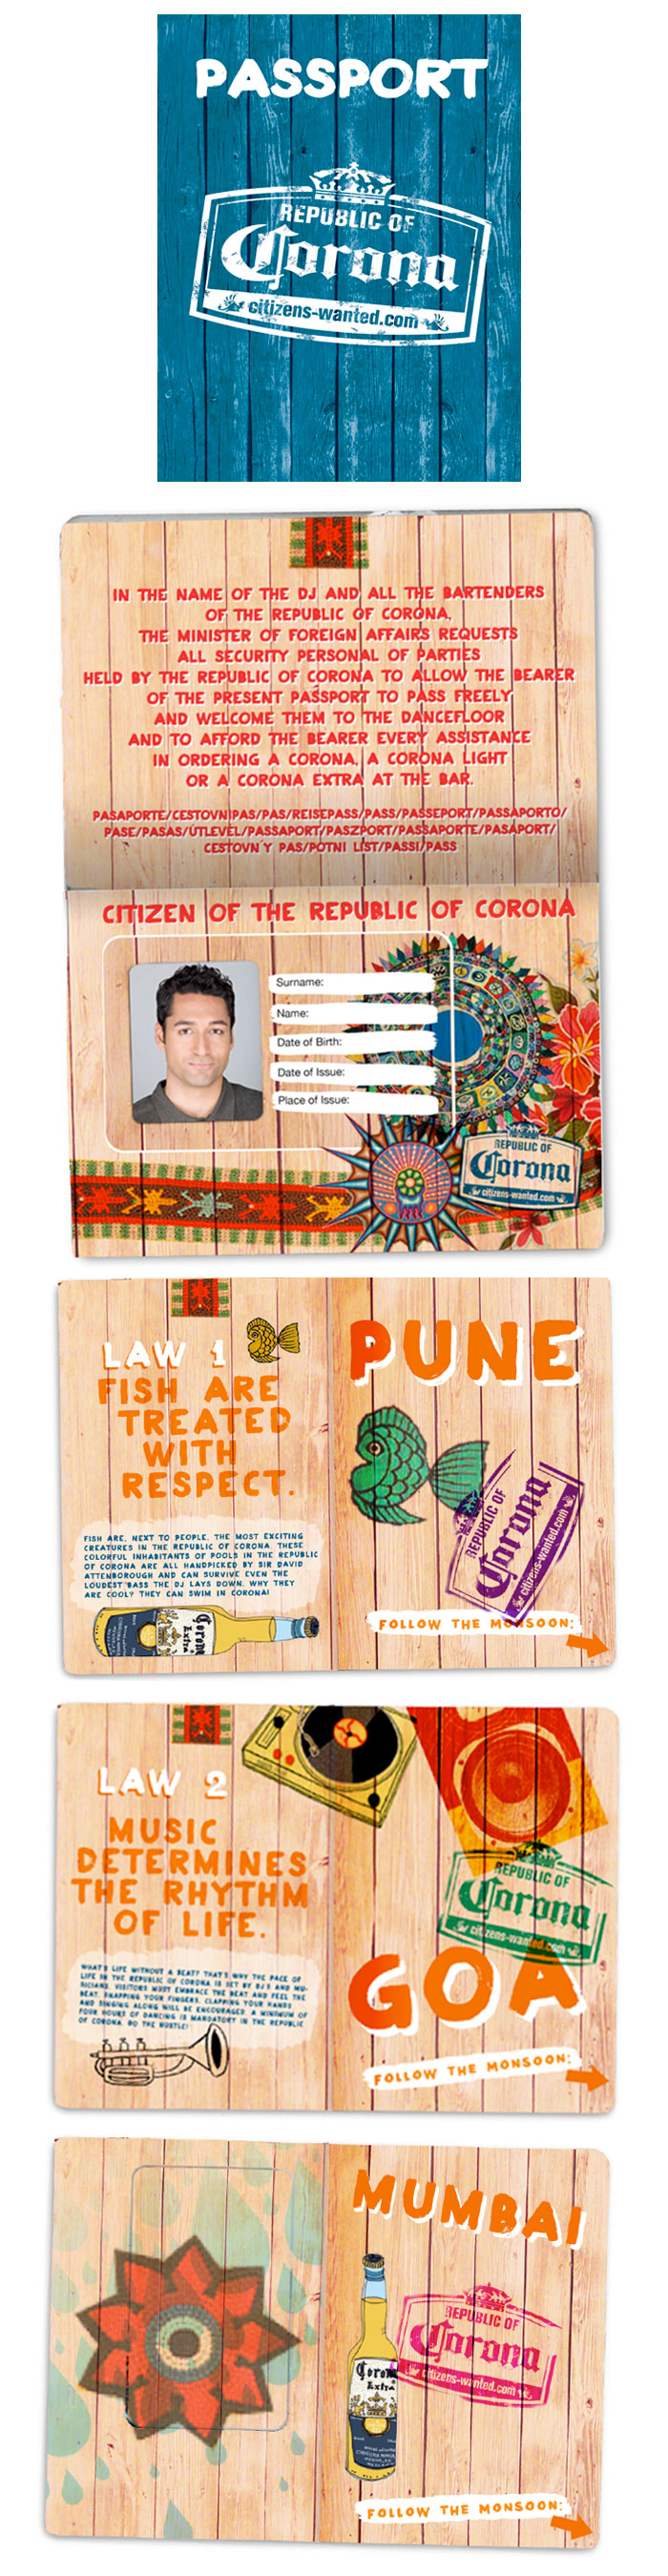 PASSPORT
REPUBLIC OF
Corona
citizens-wanted.com
IN THE NAME OF THE DJ AND ALL THE BARTENDERS
OF THE REPUBLIC OF CORONA,
THE MINISTER OF FOREIGN AFFAIRS REQUESTS
ALL SECURITY PERSONAL OF PARTIES
HELD BY THE REPUBLIC OF CORONA TO ALLOW THE BEARER
OF THE PRESENT PASSPORT TO PASS FREELY
AND WELCOME THEM TO THE DANCEFLOOR
AND TO AFFORD THE BEARER EVERY ASSISTANCE
IN ORDERING A CORONA, A CORONA LIGHT
OR A CORONA EXTRA AT THE BAR.
PASAPORTE/CESTOVNI PAS/PAS/REISEPASS/PASS/PASSEPORT/PASSAPORTO/
PASE/PASAS/ÚTLEVÉL/PASSAPORT/PASZPORT/PASSAPORTE/PASÁPORT/
CESTOVN´Y PAS/POTNI LIST/PASSI/PASS
CITIZEN OF THE REPUBLIC OF CORONA
Surname:
Name:
Date of Birth:
Date of Issue:
Place of Issue:
REPUBLIC OF
Corona
citizens-wanted.com
LAW 1
FISH ARE
TREATED
WITH
RESPECT.
FISH ARE, NEXT TO PEOPLE, THE MOST EXCITING
CREATURES IN THE REPUBLIC OF CORONA. THESE
COLORFUL INHABITANTS OF POOLS IN THE REPUBLIC
OF CORONA ARE ALL HANDPICKED BY SIR DAVID
ATTENBOROUGH AND CAN SURVIVE EVEN THE
LOUDEST BASS THE DJ LAYS DOWN. WHY THEY
ARE COOL? THEY CAN SWIM IN CORONA!
Corona
Extra
PUNE
REPUBLIC OF
Corona
citizens-wanted.com
FOLLOW THE MONSOON:
LAW 2
MUSIC
DETERMINES
THE RHYTHM
OF LIFE.
WHAT'S LIFE WITHOUT A BEAT? THAT'S WHY THE PACE OF
LIFE IN THE REPUBLIC OF CORONA IS SET BY DJ'S AND MU-
SICIANS. VISITORS MUST EMBRACE THE BEAT AND FEEL THE
BEAT, SNAPPING YOUR FINGERS, CLAPPING YOUR HANDS
AND SINGING ALONG WILL BE ENCOURAGED. A MINIMUM OF
FOUR HOURS OF DANCING IS MANDATORY IN THE REPUBLIC
OF CORONA. DO THE HUSTLE!
REPUBLIC OF
Corona
citizens-wanted.com
GOA
FOLLOW THE MONSOON:
MUMBAI
Corona
Extra
REPUBLIC OF
Corona
citizens-wanted.com
FOLLOW THE MONSOON: